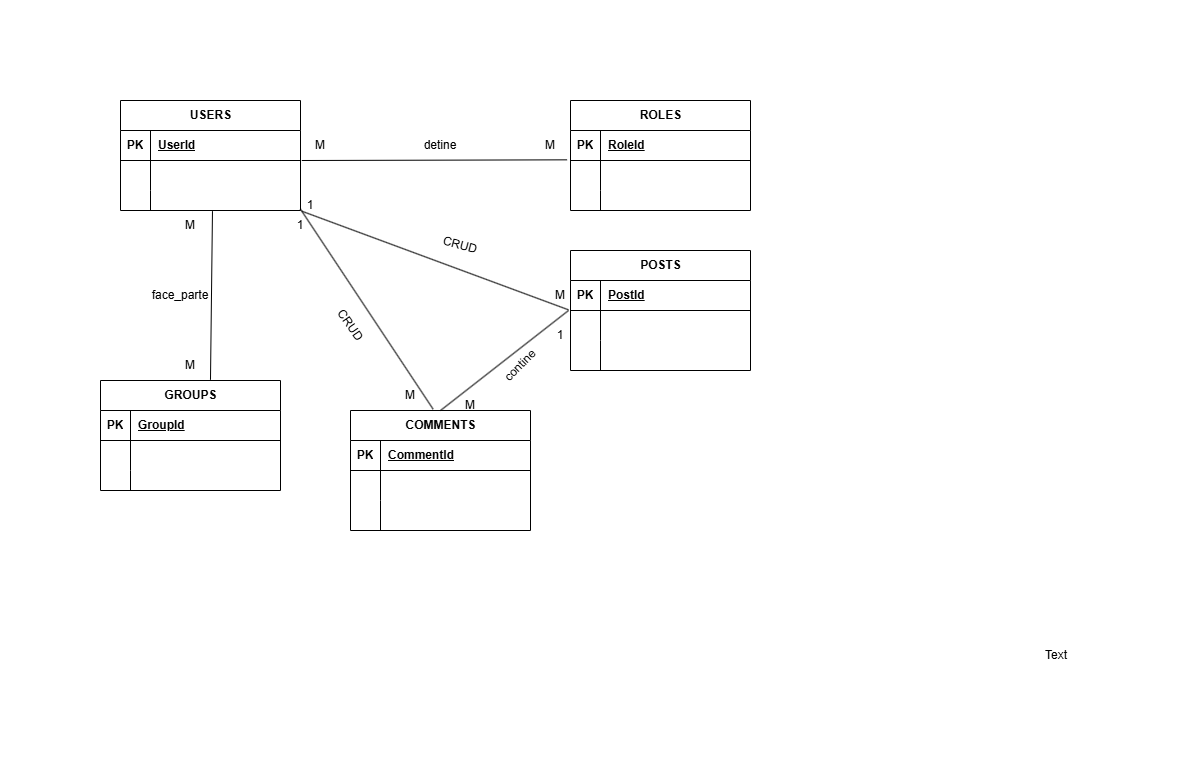 USERS
PK UserId
M detine M
ROLES
PK RoleId
1
M
1
CRUD
POSTS
M
PK PostId
face_parte
CRUD
1
contine
M
M
M
GROUPS
PK GroupId
COMMENTS
PK CommentId
Text